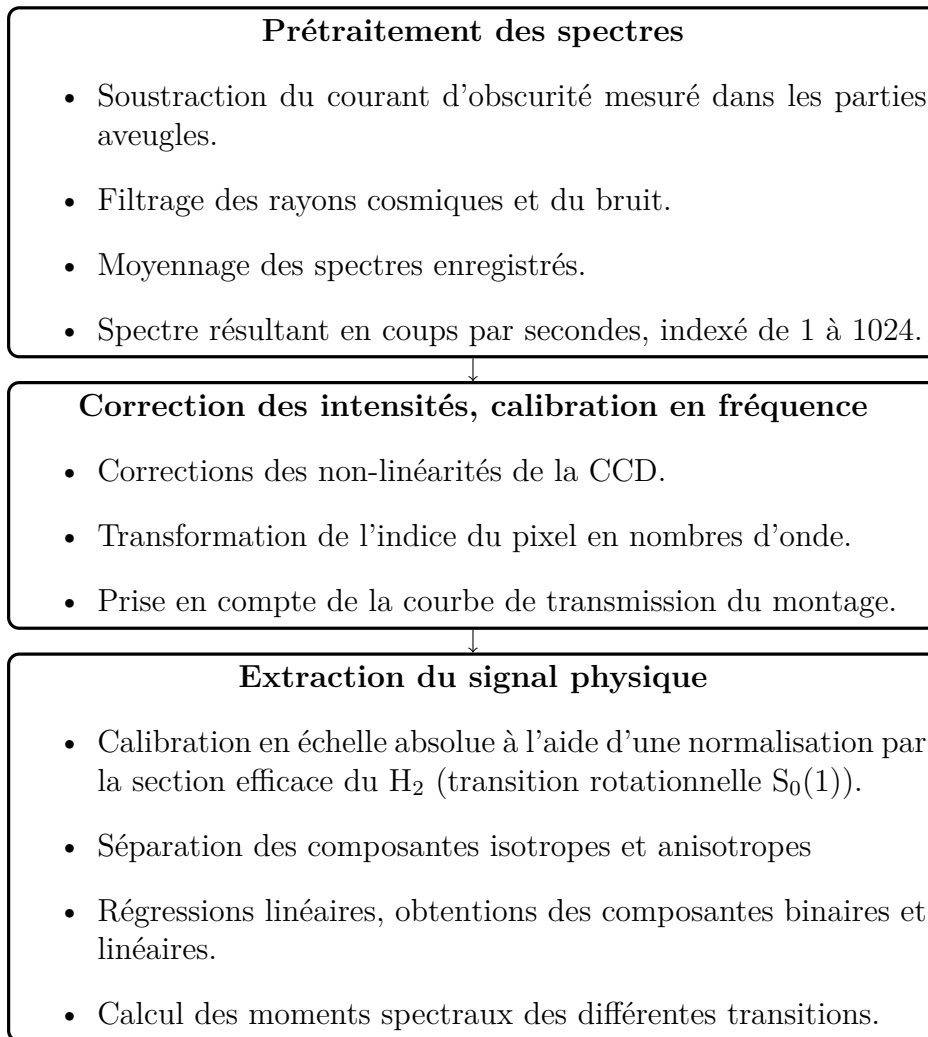 Prétraitement des spectres
• Soustraction du courant d'obscurité mesuré dans les parties
aveugles.
• Filtrage des rayons cosmiques et du bruit.
• Moyennage des spectres enregistrés.
• Spectre résultant en coups par secondes, indexé de 1 à 1024.
Correction des intensités, calibration en fréquence
• Corrections des non-linéarités de la CCD.
• Transformation de l'indice du pixel en nombres d'onde.
• Prise en compte de la courbe de transmission du montage.
Extraction du signal physique
• Calibration en échelle absolue à l'aide d'une normalisation par
la section efficace du H₂ (transition rotationnelle S₀(1)).
• Séparation des composantes isotropes et anisotropes
• Régressions linéaires, obtentions des composantes binaires et
linéaires.
• Calcul des moments spectraux des différentes transitions.